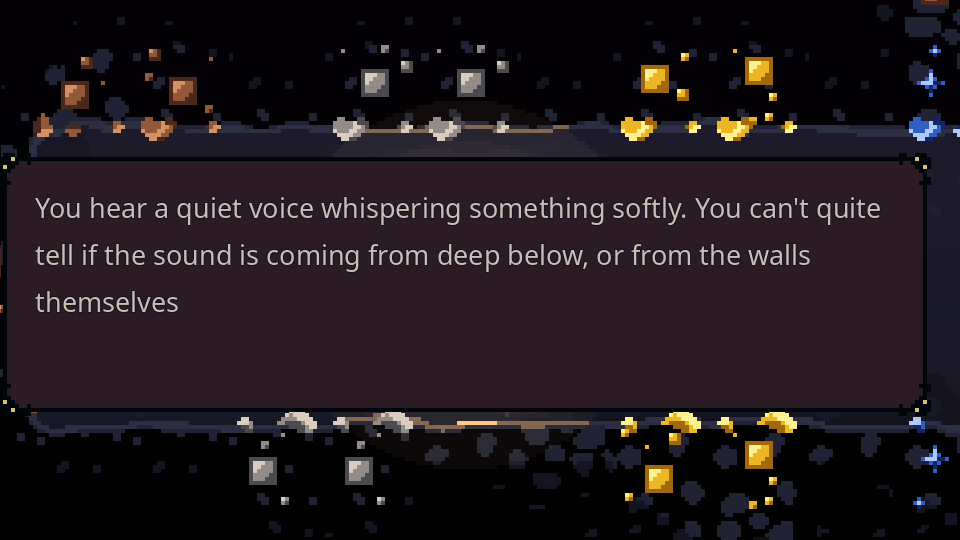 You hear a quiet voice whispering something softly. You can't quite
tell if the sound is coming from deep below, or from the walls
themselves